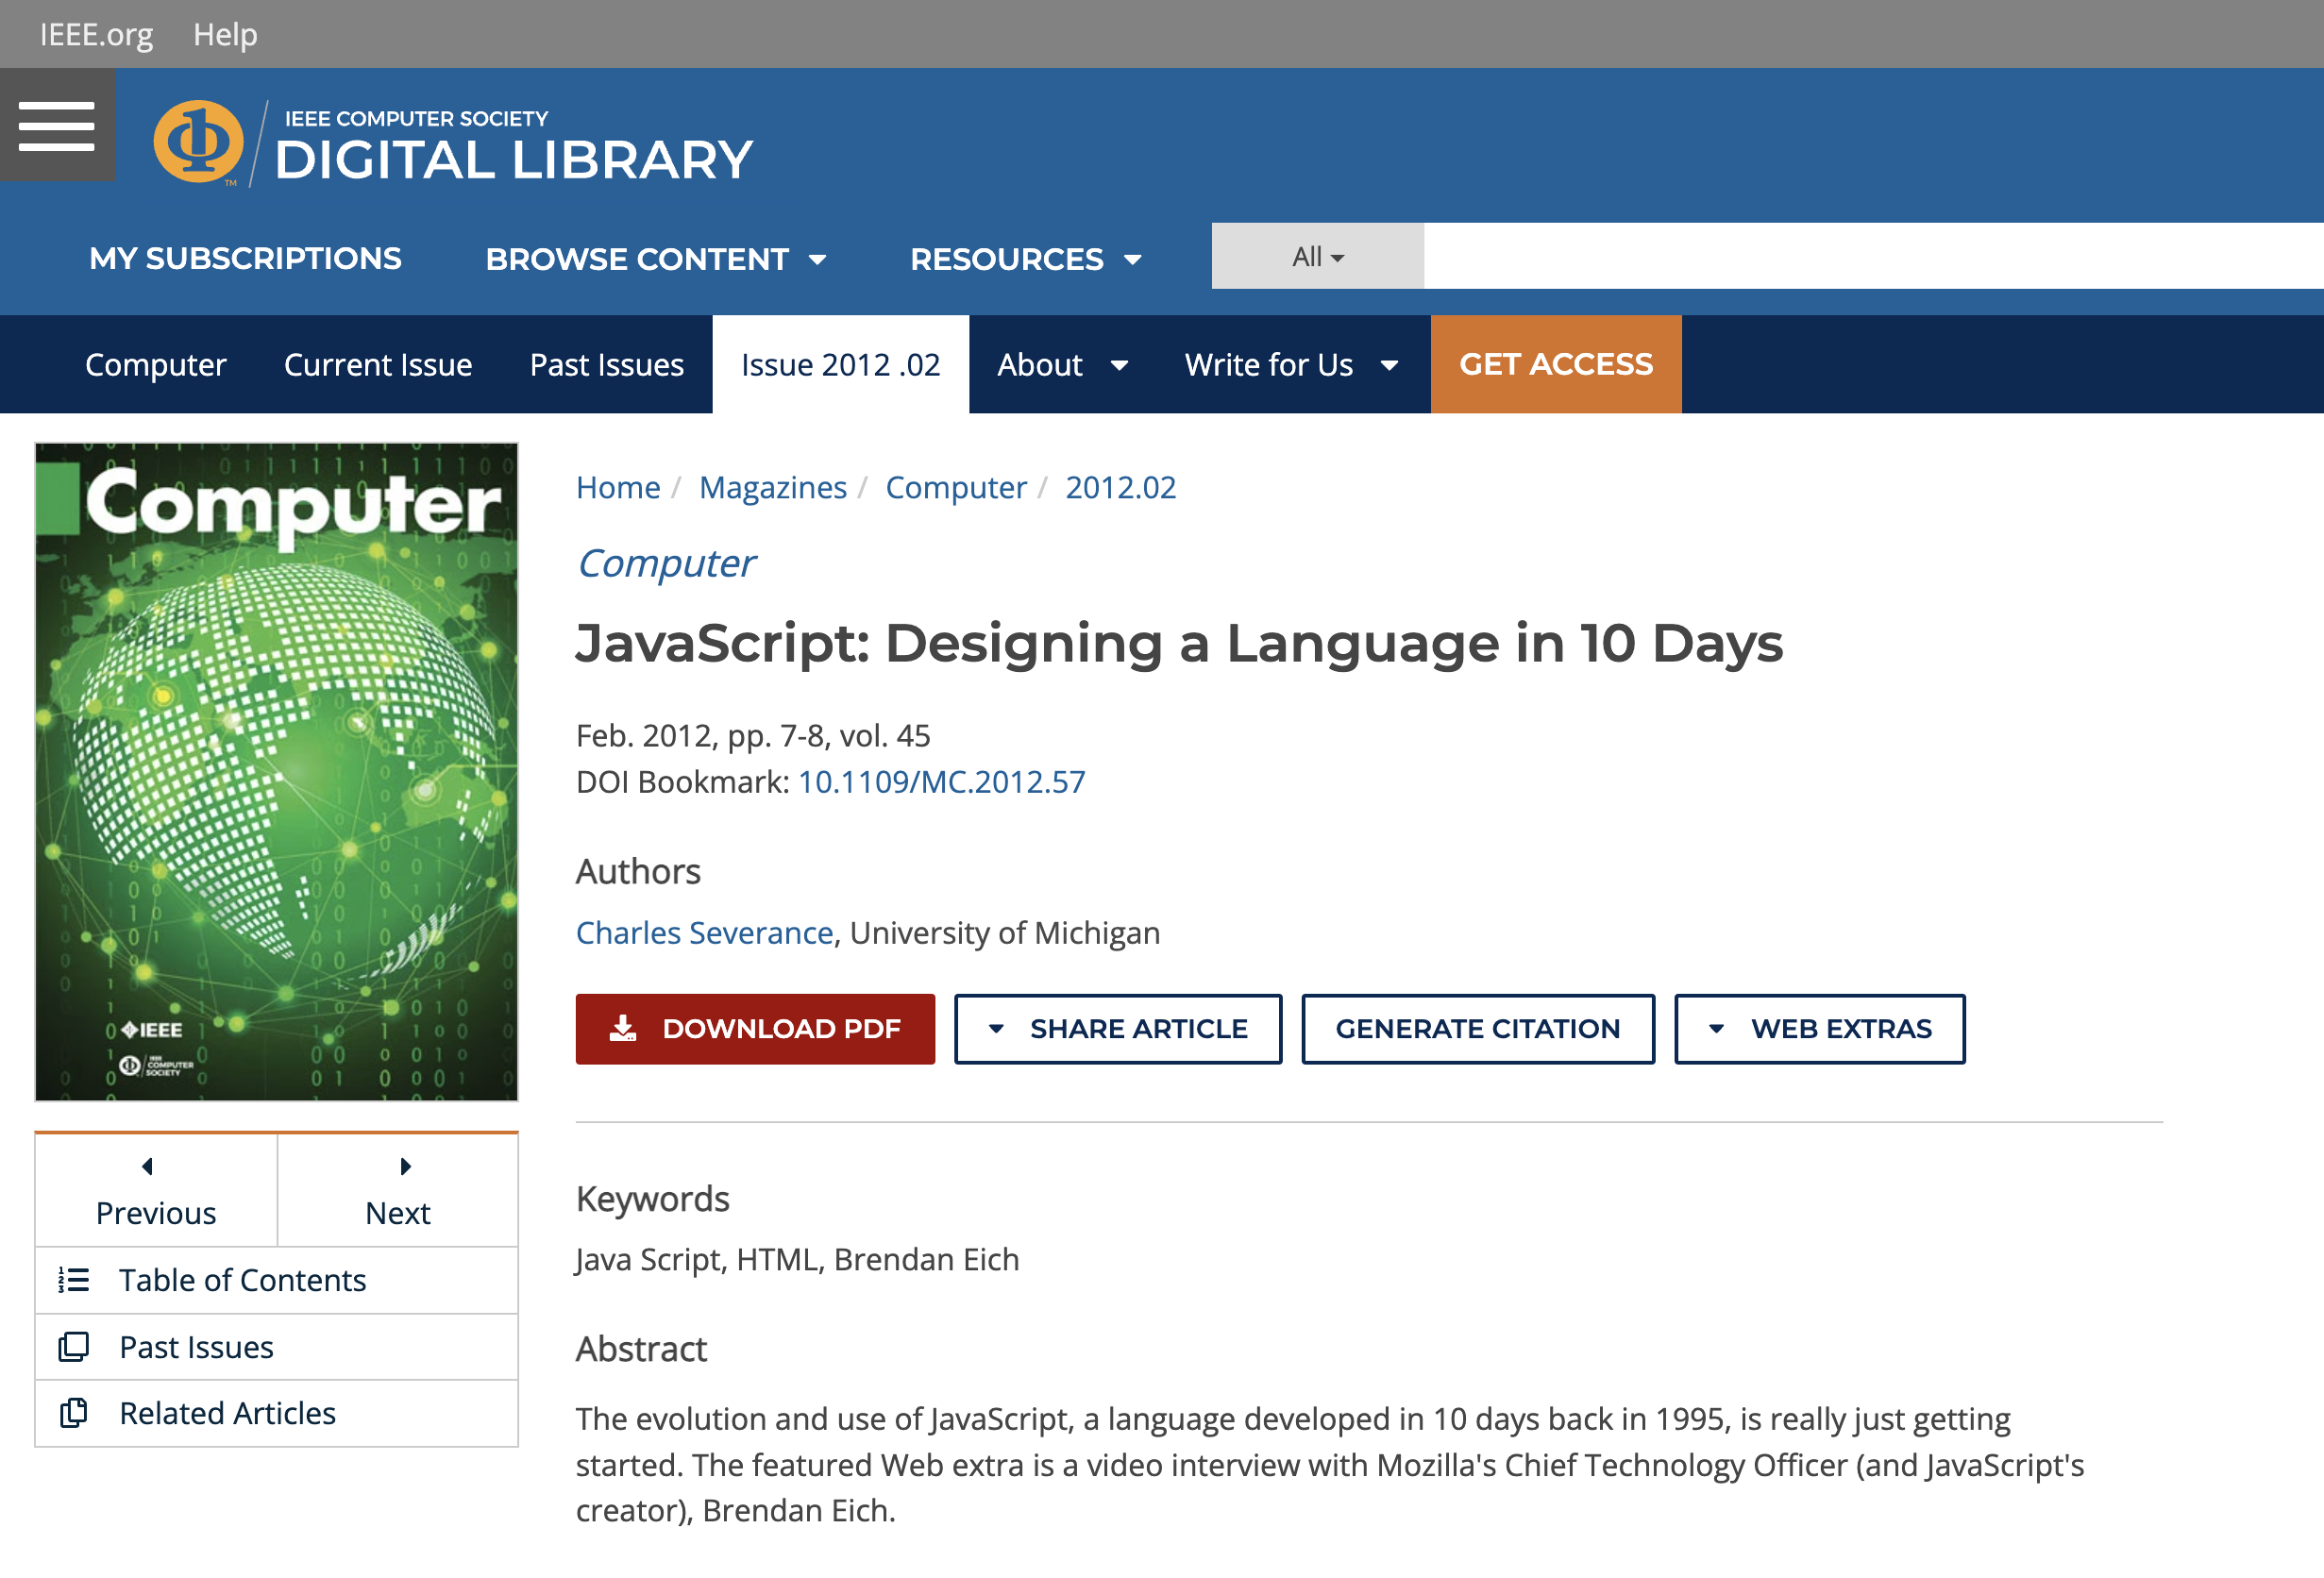 IEEE.org Help
IEEE COMPUTER SOCIETY
DIGITAL LIBRARY
TM
MY SUBSCRIPTIONS BROWSE CONTENT RESOURCES All
Computer Current Issue Past Issues Issue 2012 .02 About Write for Us GET ACCESS
Computer
IEEE
IEEE
COMPUTER
SOCIETY
Previous Next
Table of Contents
Past Issues
Related Articles
Home / Magazines / Computer / 2012.02
Computer
JavaScript: Designing a Language in 10 Days
Feb. 2012, pp. 7-8, vol. 45
DOI Bookmark: 10.1109/MC.2012.57
Authors
Charles Severance, University of Michigan
DOWNLOAD PDF SHARE ARTICLE GENERATE CITATION WEB EXTRAS
Keywords
Java Script, HTML, Brendan Eich
Abstract
The evolution and use of JavaScript, a language developed in 10 days back in 1995, is really just getting
started. The featured Web extra is a video interview with Mozilla's Chief Technology Officer (and JavaScript's
creator), Brendan Eich.